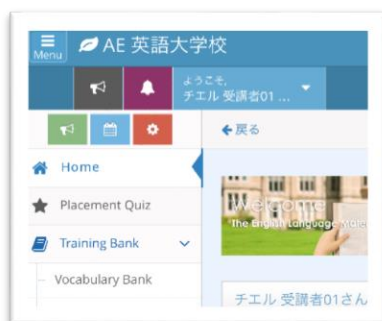 Menu
AE 英語大学校
ようこそ,
チエル 受講者01 ...
戻る
Home
Welcome
The English Language
Placement Quiz
Training Bank
Vocabulary Bank
チエル 受講者01さん